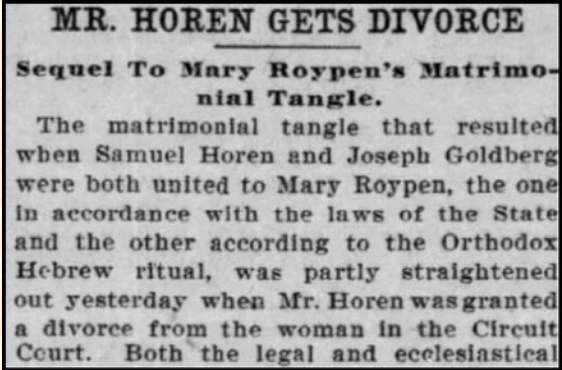 MR. HOREN GETS DIVORCE
Sequel To Mary Roypen's Matrimo-
nial Tangle.
The matrimonial tangle that resulted
when Samuel Horen and Joseph Goldberg
were both united to Mary Roypen, the one
in accordance with the laws of the State
and the other according to the Orthodox
Hebrew ritual, was partly straightened
out yesterday when Mr. Horen was granted
a divorce from the woman in the Circuit
Court. Both the legal and ecclesiastical